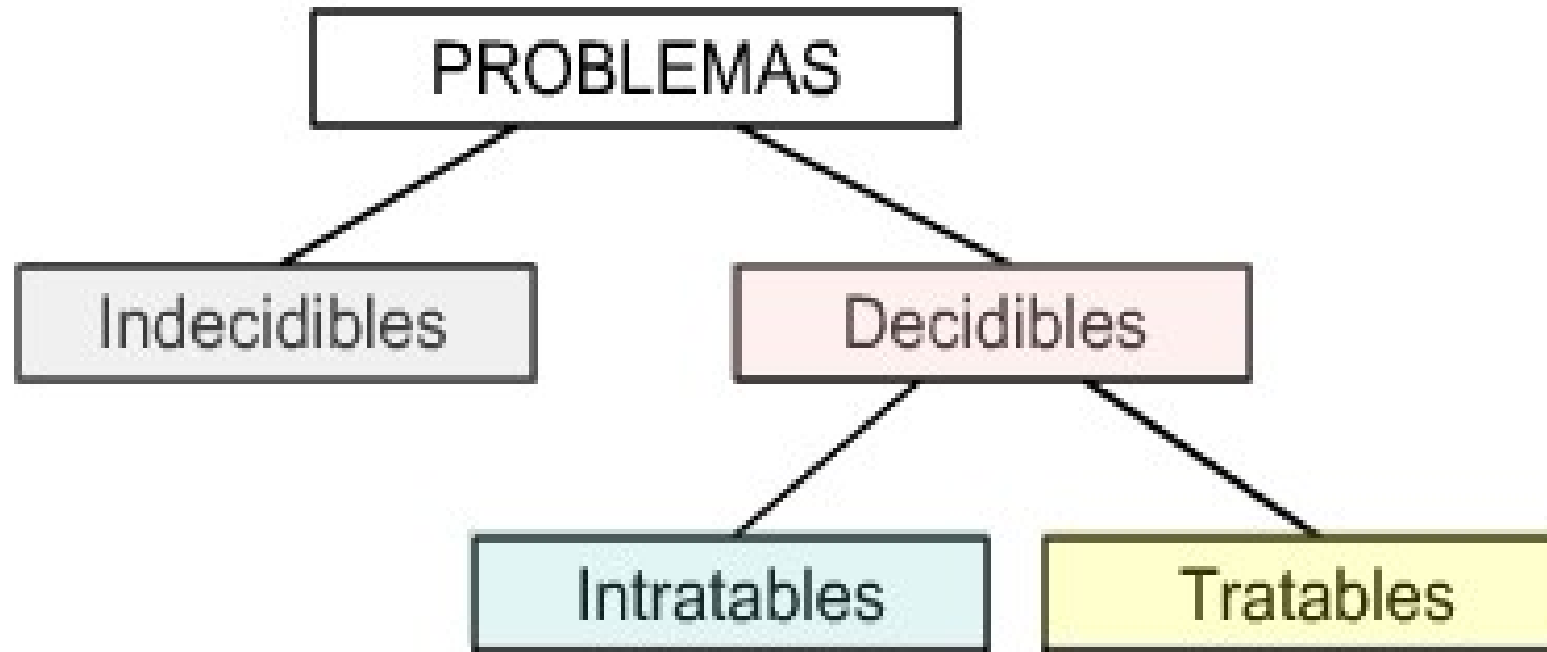 PROBLEMAS
Indecidibles
Decidibles
Intratables
Tratables